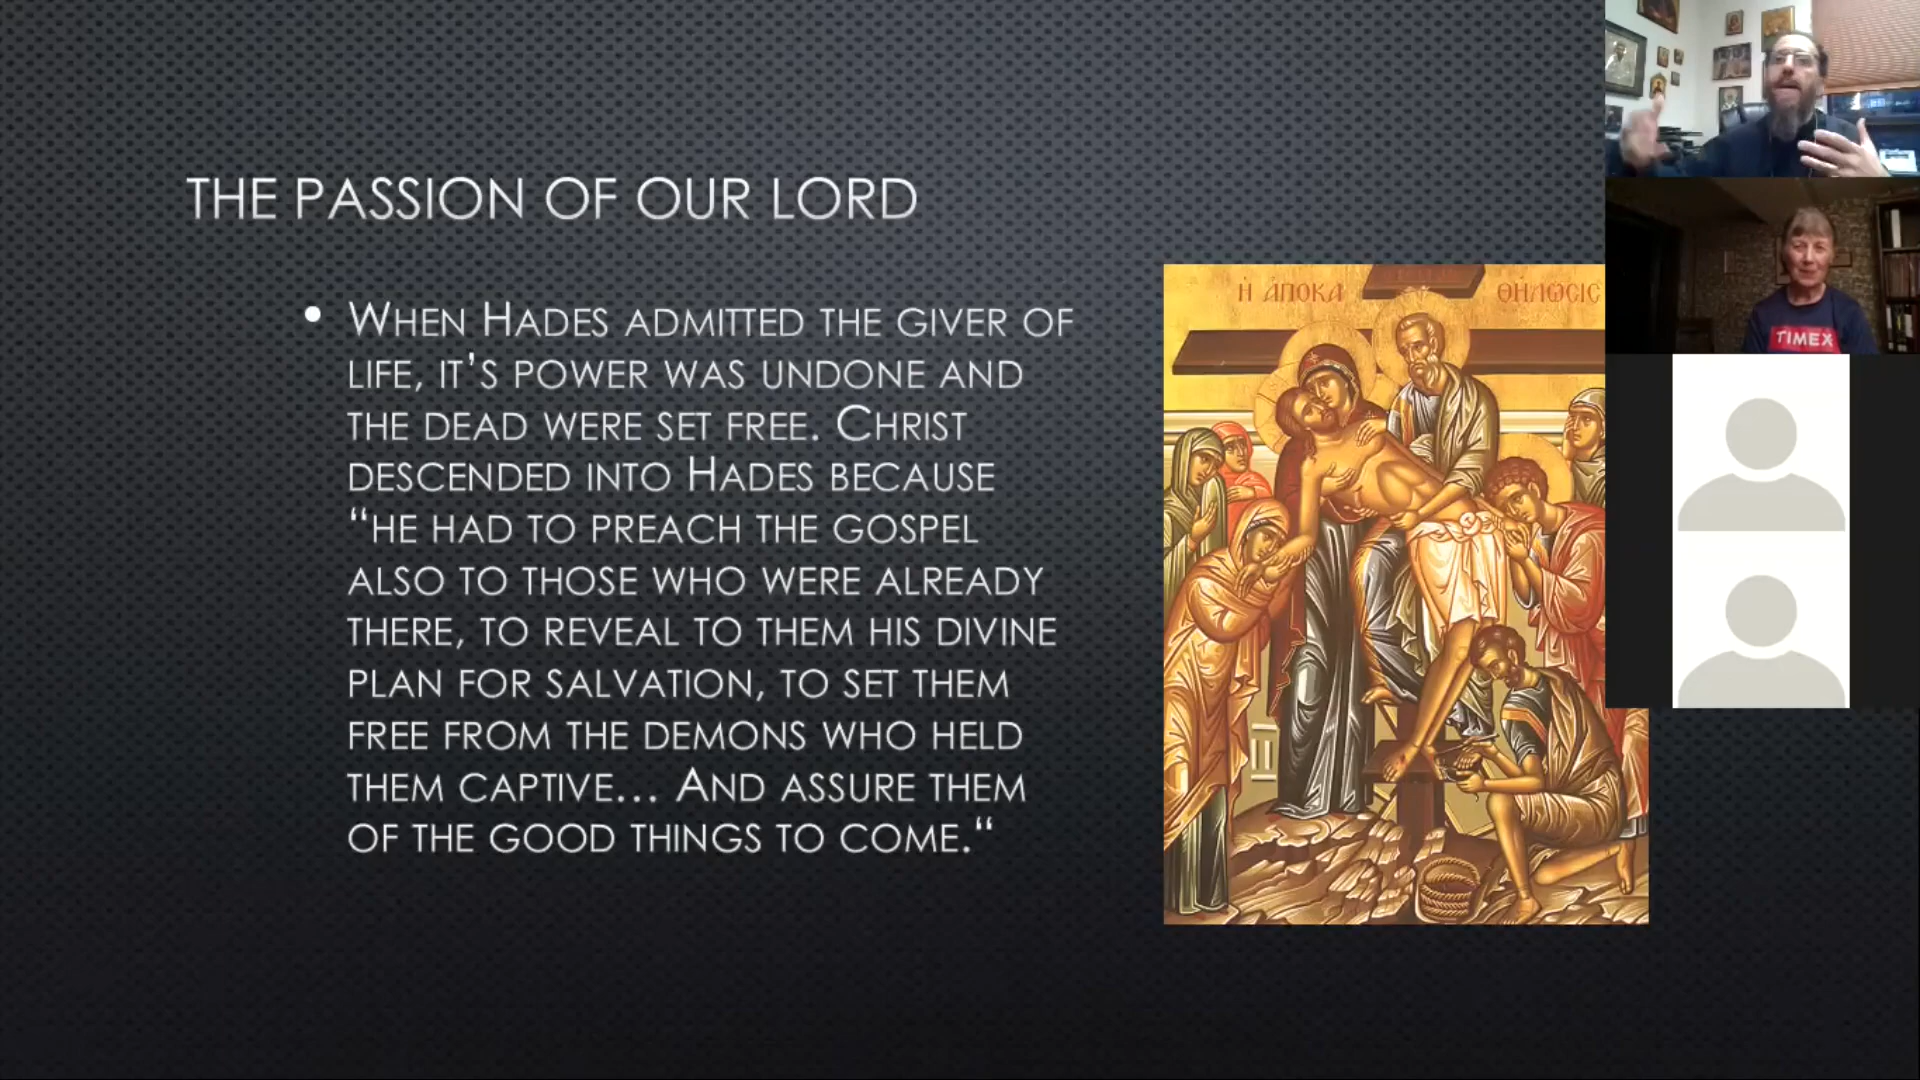 THE PASSION OF OUR LORD
WHEN HADES ADMITTED THE GIVER OF
LIFE, IT’S POWER WAS UNDONE AND
THE DEAD WERE SET FREE. CHRIST
DESCENDED INTO HADES BECAUSE
“HE HAD TO PREACH THE GOSPEL
ALSO TO THOSE WHO WERE ALREADY
THERE, TO REVEAL TO THEM HIS DIVINE
PLAN FOR SALVATION, TO SET THEM
FREE FROM THE DEMONS WHO HELD
THEM CAPTIVE… AND ASSURE THEM
OF THE GOOD THINGS TO COME.“
Ἡ ἈΠΟΚΑ ΘΗΛΩCΙC
TIMEX